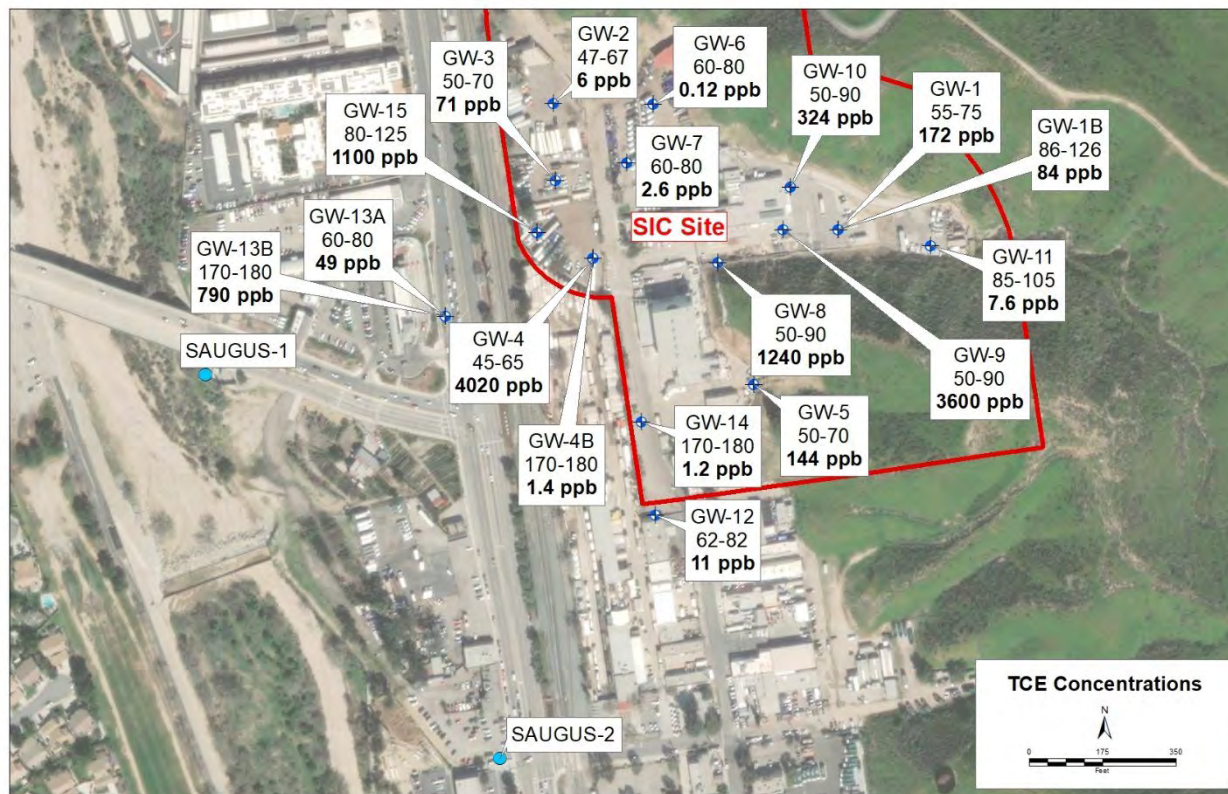 GW-2
47-67
6 ppb
GW-6
60-80
0.12 ppb
GW-3
50-70
71 ppb
GW-10
50-90
324 ppb
GW-1
55-75
172 ppb
GW-15
80-125
1100 ppb
GW-1B
86-126
84 ppb
GW-7
60-80
2.6 ppb
SIC Site
GW-13A
60-80
49 ppb
GW-13B
170-180
790 ppb
GW-11
85-105
7.6 ppb
GW-8
50-90
1240 ppb
GW-4
45-65
4020 ppb
GW-9
50-90
3600 ppb
SAUGUS-1
GW-4B
170-180
1.4 ppb
GW-14
170-180
1.2 ppb
GW-5
50-70
144 ppb
GW-12
62-82
11 ppb
SAUGUS-2
TCE Concentrations
N
0 175 350
Feet